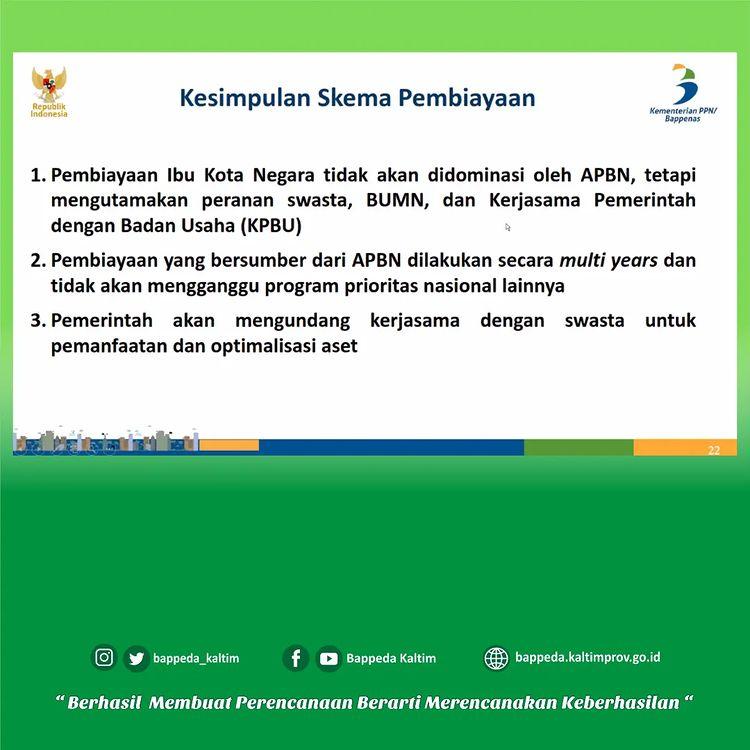 Republik
Indonesia
Kesimpulan Skema Pembiayaan
Kementerian PPN/
Bappenas
1. Pembiayaan Ibu Kota Negara tidak akan didominasi oleh APBN, tetapi
mengutamakan peranan swasta, BUMN, dan Kerjasama Pemerintah
dengan Badan Usaha (KPBU)
2. Pembiayaan yang bersumber dari APBN dilakukan secara multi years dan
tidak akan mengganggu program prioritas nasional lainnya
3. Pemerintah akan mengundang kerjasama dengan swasta untuk
pemanfaatan dan optimalisasi aset
22
bappeda_kaltim
Bappeda Kaltim
bappeda.kaltimprov.go.id
“ Berhasil Membuat Perencanaan Berarti Merencanakan Keberhasilan “